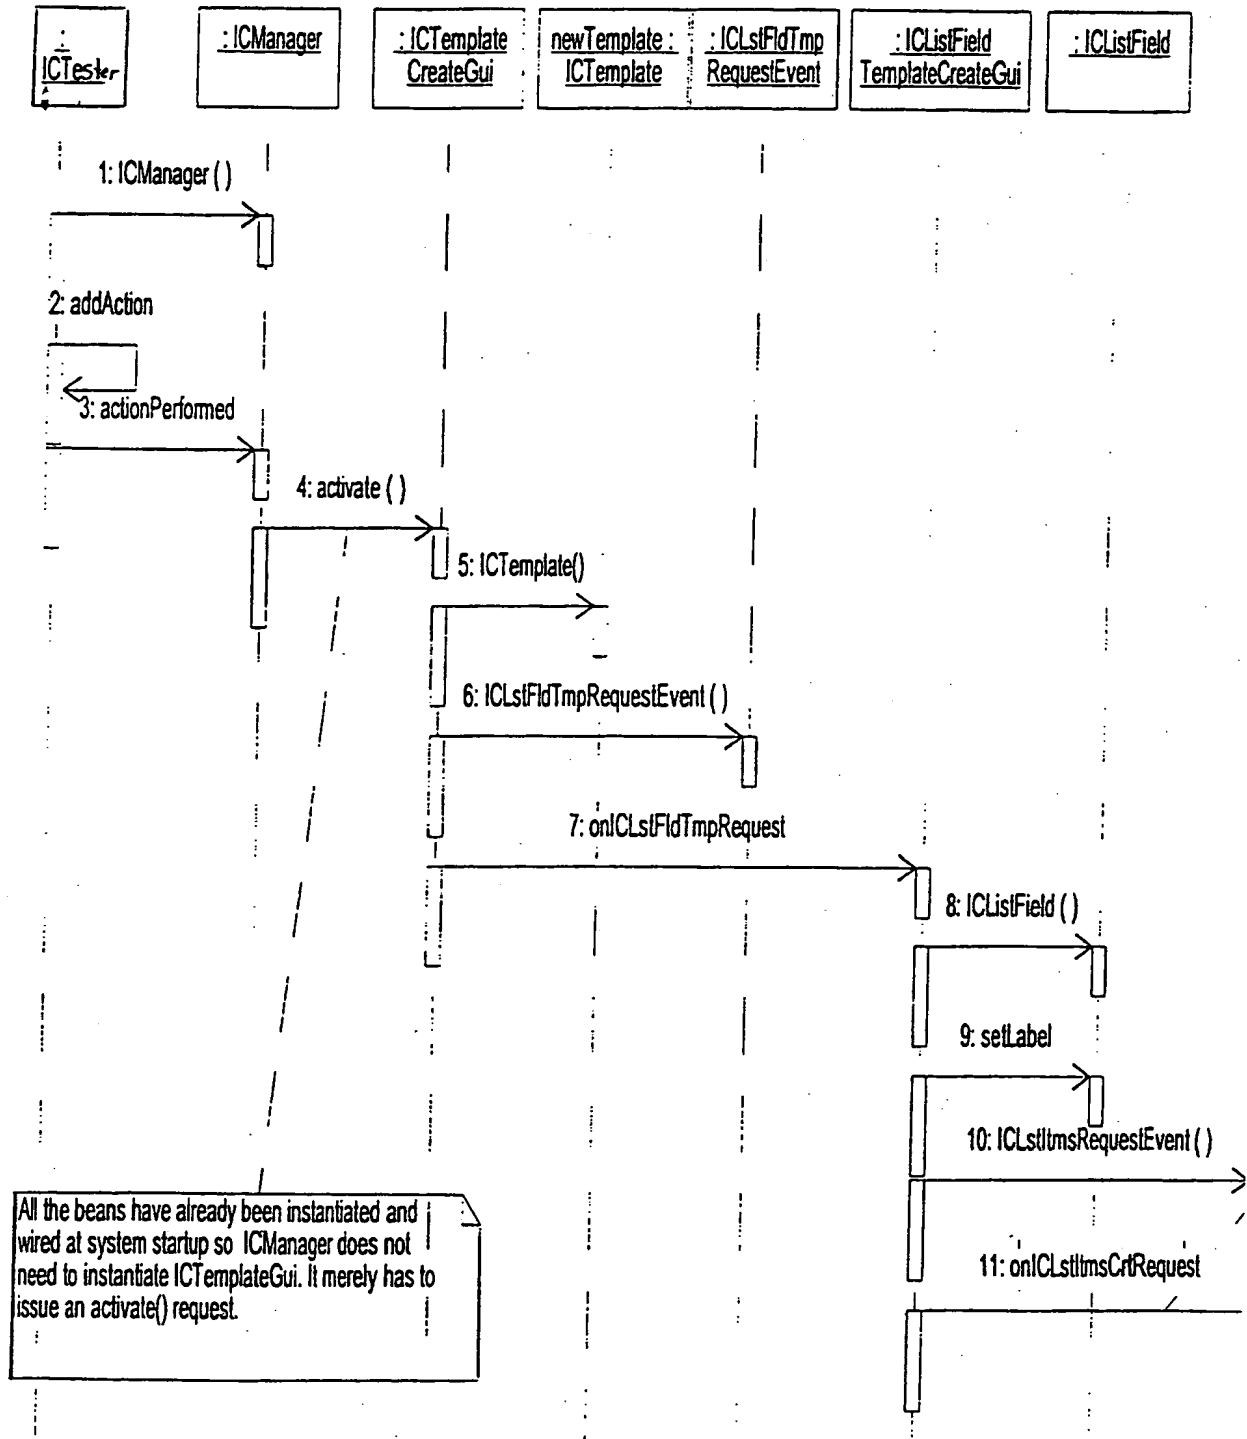 :
ICTester
: ICManager
: ICTemplate
CreateGui
newTemplate :
ICTemplate
: ICLstFldTmp
RequestEvent
: ICListField
TemplateCreateGui
: ICListField
1: ICManager ( )
2: addAction
3: actionPerformed
4: activate ( )
5: ICTemplate()
6: ICLstFldTmpRequestEvent ( )
7: onICLstFldTmpRequest
8: ICListField ( )
9: setLabel
10: ICLstItmsRequestEvent ( )
11: onICLstItmsCrtRequest
All the beans have already been instantiated and
wired at system startup so ICManager does not
need to instantiate ICTemplateGui. It merely has to
issue an activate() request.